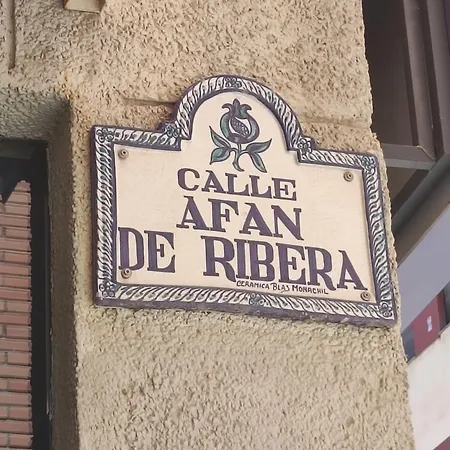 CALLE
AFAN
DE RIBERA
CERAMICA BLAS MONACHIL